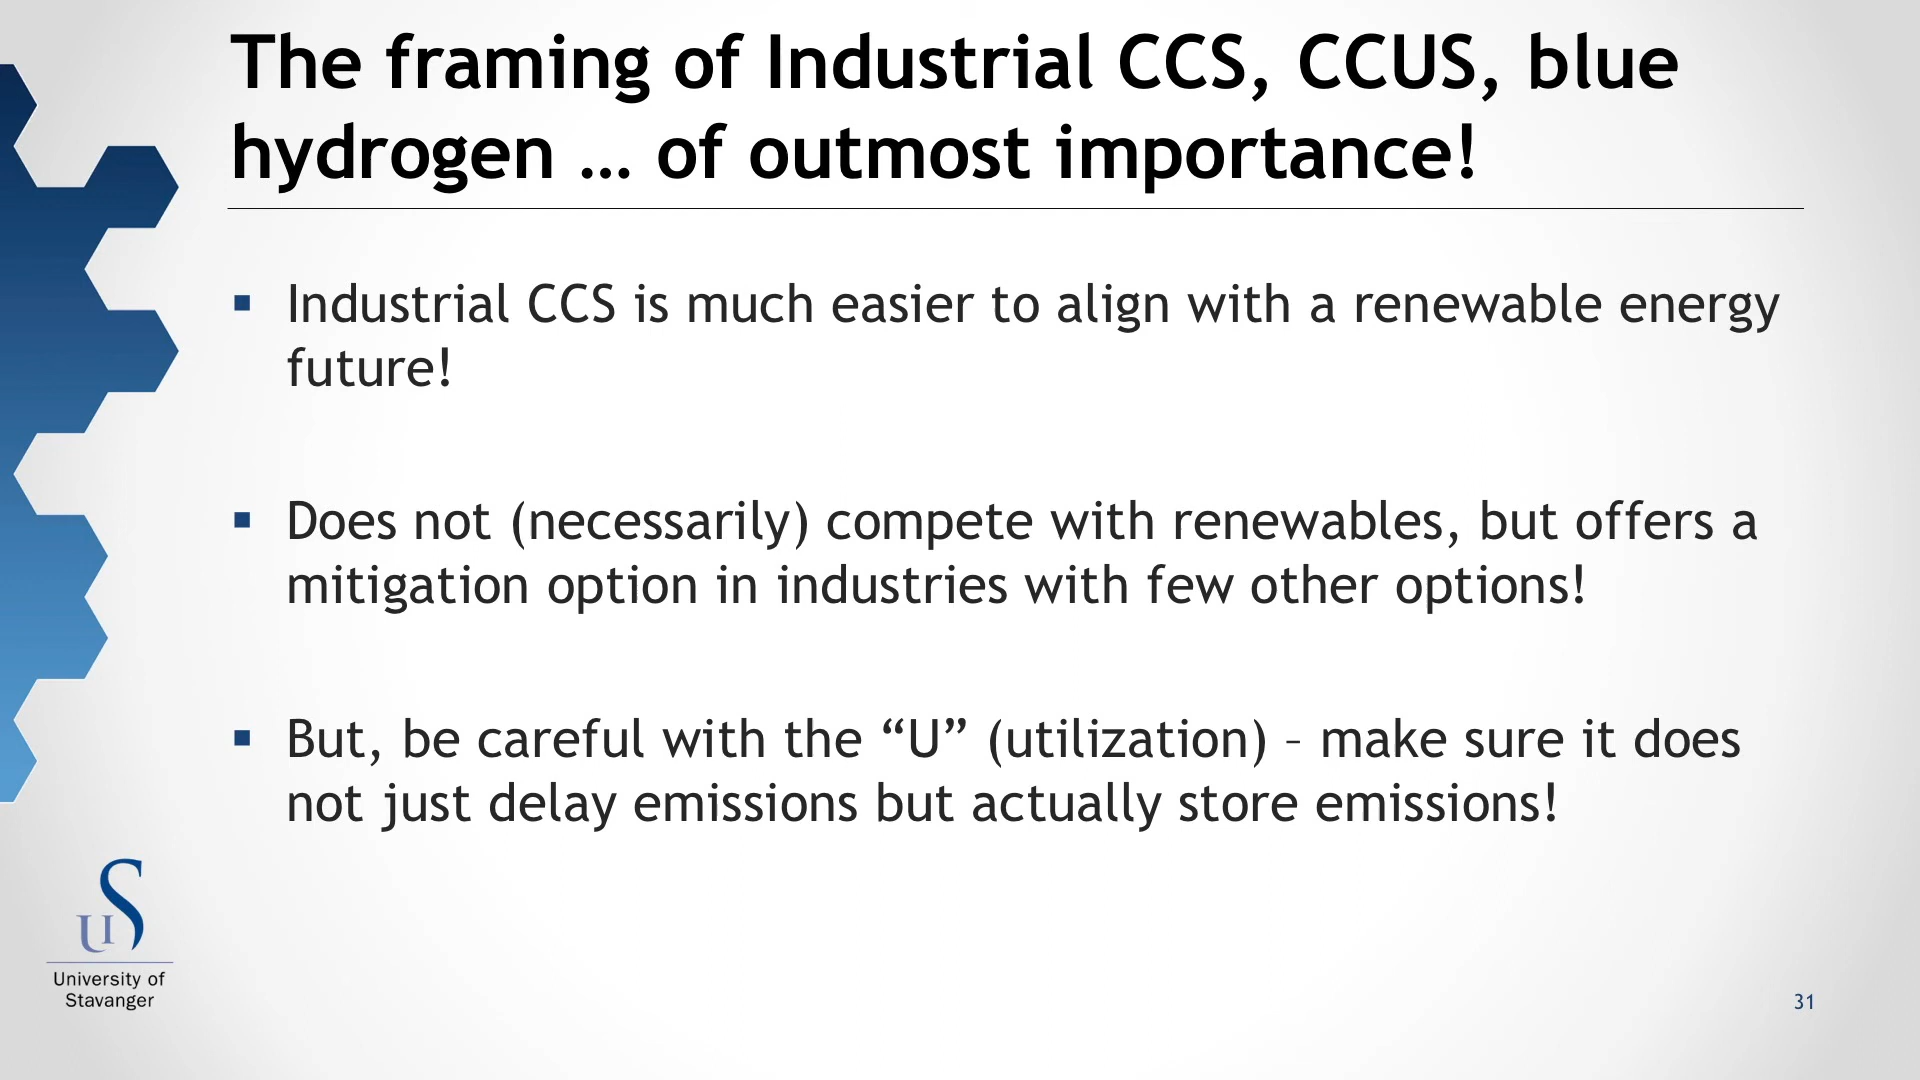 The framing of Industrial CCS, CCUS, blue
hydrogen … of outmost importance!
▪ Industrial CCS is much easier to align with a renewable energy
future!
▪ Does not (necessarily) compete with renewables, but offers a
mitigation option in industries with few other options!
▪ But, be careful with the “U” (utilization) – make sure it does
not just delay emissions but actually store emissions!
uiS
University of
Stavanger
31